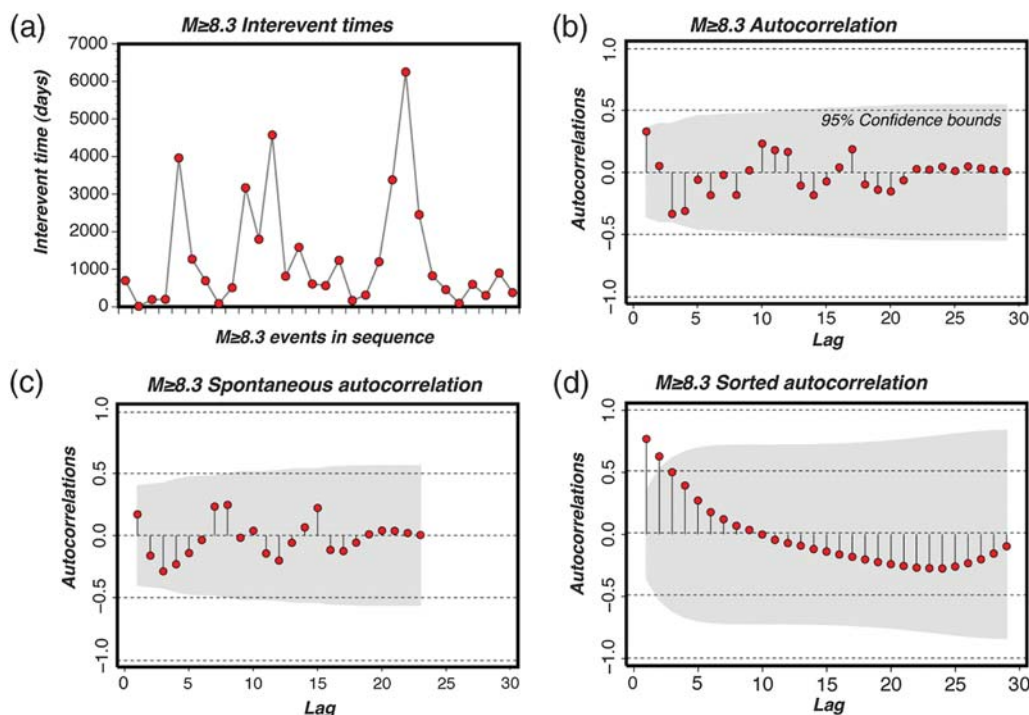 (a)
M≥8.3 Interevent times
Interevent time (days)
7000
6000
5000
4000
3000
2000
1000
0
M≥8.3 events in sequence
(b)
M≥8.3 Autocorrelation
Autocorrelations
1.0
0.5
0.0
−0.5
−1.0
95% Confidence bounds
0 5 10 15 20 25 30
Lag
(c)
M≥8.3 Spontaneous autocorrelation
Autocorrelations
1.0
0.5
0.0
−0.5
−1.0
0 5 10 15 20 25 30
Lag
(d)
M≥8.3 Sorted autocorrelation
Autocorrelations
1.0
0.5
0.0
−0.5
−1.0
0 5 10 15 20 25 30
Lag